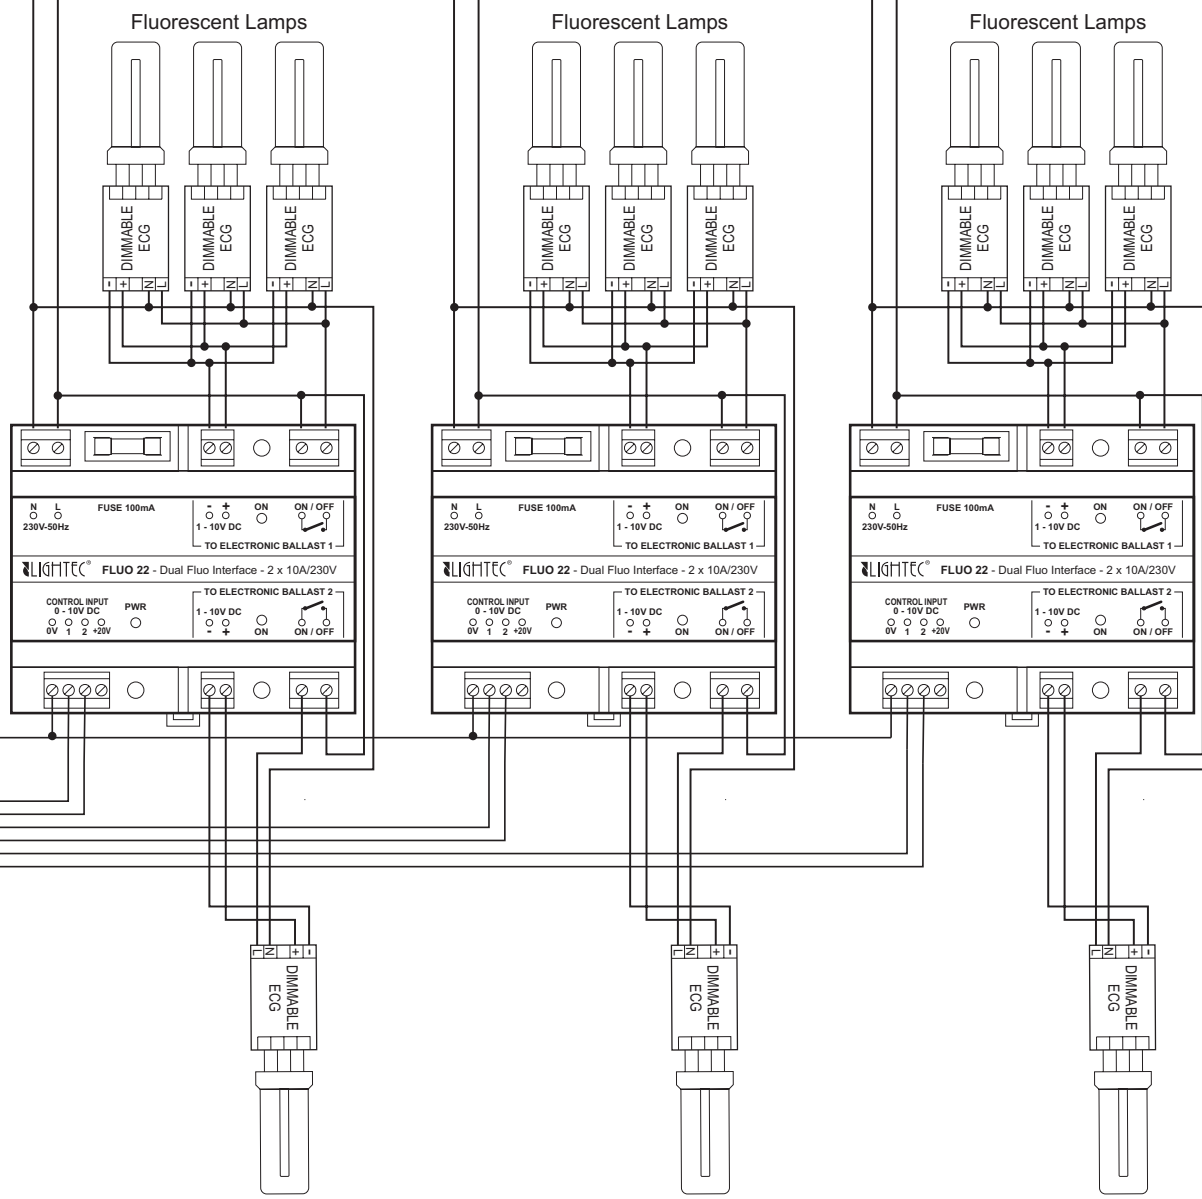 Fluorescent Lamps
Fluorescent Lamps
Fluorescent Lamps
DIMMABLE
ECG
DIMMABLE
ECG
DIMMABLE
ECG
DIMMABLE
ECG
DIMMABLE
ECG
DIMMABLE
ECG
DIMMABLE
ECG
DIMMABLE
ECG
DIMMABLE
ECG
- + N L
- + N L
- + N L
- + N L
- + N L
- + N L
- + N L
- + N L
- + N L
N L
230V-50Hz
FUSE 100mA
- +
1 - 10V DC
ON
ON / OFF
TO ELECTRONIC BALLAST 1
LIGHTEC® FLUO 22 - Dual Fluo Interface - 2 x 10A/230V
TO ELECTRONIC BALLAST 2
CONTROL INPUT
0 - 10V DC
0V 1 2 +20V
PWR
1 - 10V DC
- +
ON
ON / OFF
N L
230V-50Hz
FUSE 100mA
- +
1 - 10V DC
ON
ON / OFF
TO ELECTRONIC BALLAST 1
LIGHTEC® FLUO 22 - Dual Fluo Interface - 2 x 10A/230V
TO ELECTRONIC BALLAST 2
CONTROL INPUT
0 - 10V DC
0V 1 2 +20V
PWR
1 - 10V DC
- +
ON
ON / OFF
N L
230V-50Hz
FUSE 100mA
- +
1 - 10V DC
ON
ON / OFF
TO ELECTRONIC BALLAST 1
LIGHTEC® FLUO 22 - Dual Fluo Interface - 2 x 10A/230V
TO ELECTRONIC BALLAST 2
CONTROL INPUT
0 - 10V DC
0V 1 2 +20V
PWR
1 - 10V DC
- +
ON
ON / OFF
L N + -
DIMMABLE
ECG
L N + -
DIMMABLE
ECG
L N + -
DIMMABLE
ECG